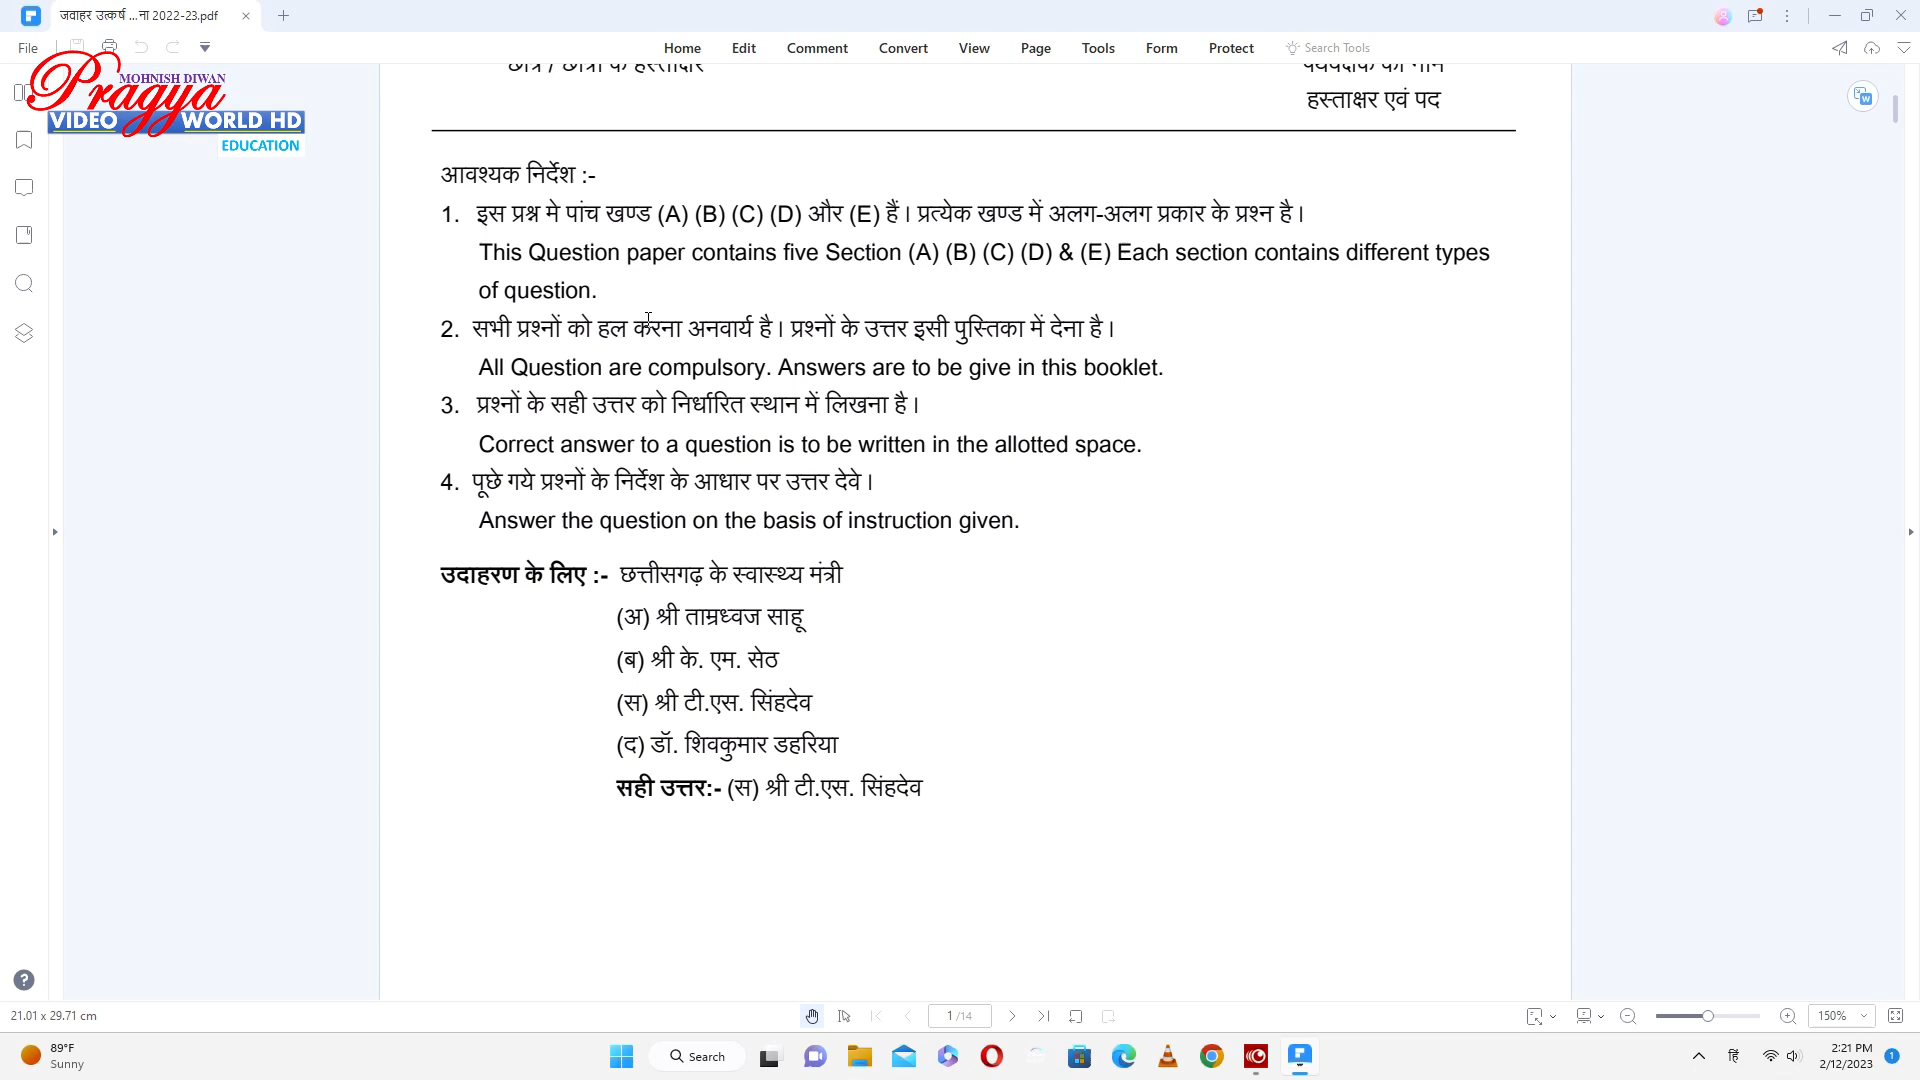 जवाहर उत्कर्ष ...ना 2022-23.pdf
File
Home Edit Comment Convert View Page Tools Form Protect Search Tools
MOHNISH DIWAN
Pragya
VIDEO WORLD HD
EDUCATION
छात्र / छात्रा के हस्ताक्षर
हस्ताक्षर एवं पद
आवश्यक निर्देश :-
1. इस प्रश्न मे पांच खण्ड (A) (B) (C) (D) और (E) हैं। प्रत्येक खण्ड में अलग-अलग प्रकार के प्रश्न है।
This Question paper contains five Section (A) (B) (C) (D) & (E) Each section contains different types
of question.
2. सभी प्रश्नों को हल करना अनवार्य है। प्रश्नों के उत्तर इसी पुस्तिका में देना है।
All Question are compulsory. Answers are to be give in this booklet.
3. प्रश्नों के सही उत्तर को निर्धारित स्थान में लिखना है।
Correct answer to a question is to be written in the allotted space.
4. पूछे गये प्रश्नों के निर्देश के आधार पर उत्तर देवे।
Answer the question on the basis of instruction given.
उदाहरण के लिए :- छत्तीसगढ़ के स्वास्थ्य मंत्री
(अ) श्री ताम्रध्वज साहू
(ब) श्री के. एम. सेठ
(स) श्री टी.एस. सिंहदेव
(द) डॉ. शिवकुमार डहरिया
सही उत्तर:- (स) श्री टी.एस. सिंहदेव
21.01 x 29.71 cm
1 /14
150%
89°F
Sunny
Search
हिं
2:21 PM
2/12/2023
1